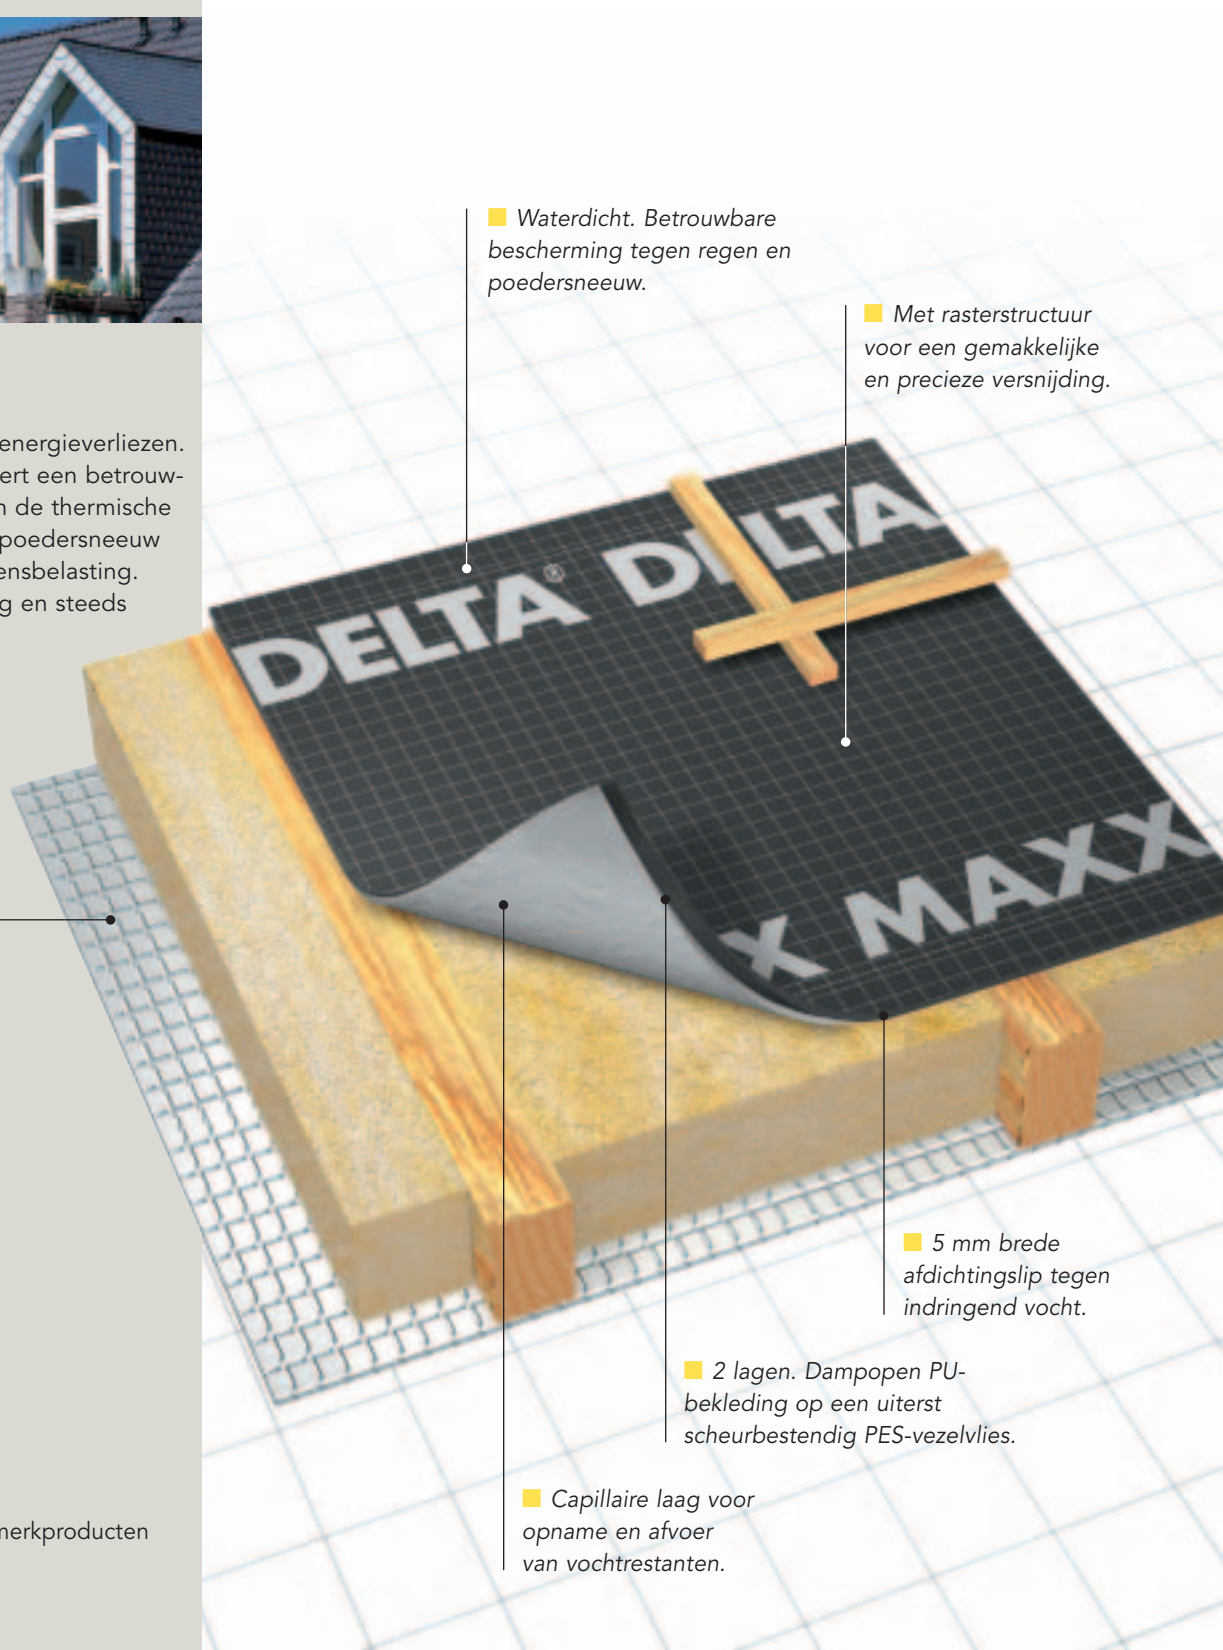 energieverliezen.
ert een betrouw-
n de thermische
poedersneeuw
ensbelasting.
g en steeds
merkproducten
Waterdicht. Betrouwbare
bescherming tegen regen en
poedersneeuw.
Met rasterstructuur
voor een gemakkelijke
en precieze versnijding.
DELTA® DELTA
X MAXX
5 mm brede
afdichtingslip tegen
indringend vocht.
2 lagen. Dampopen PU-
bekleding op een uiterst
scheurbestendig PES-vezelvlies.
Capillaire laag voor
opname en afvoer
van vochtrestanten.